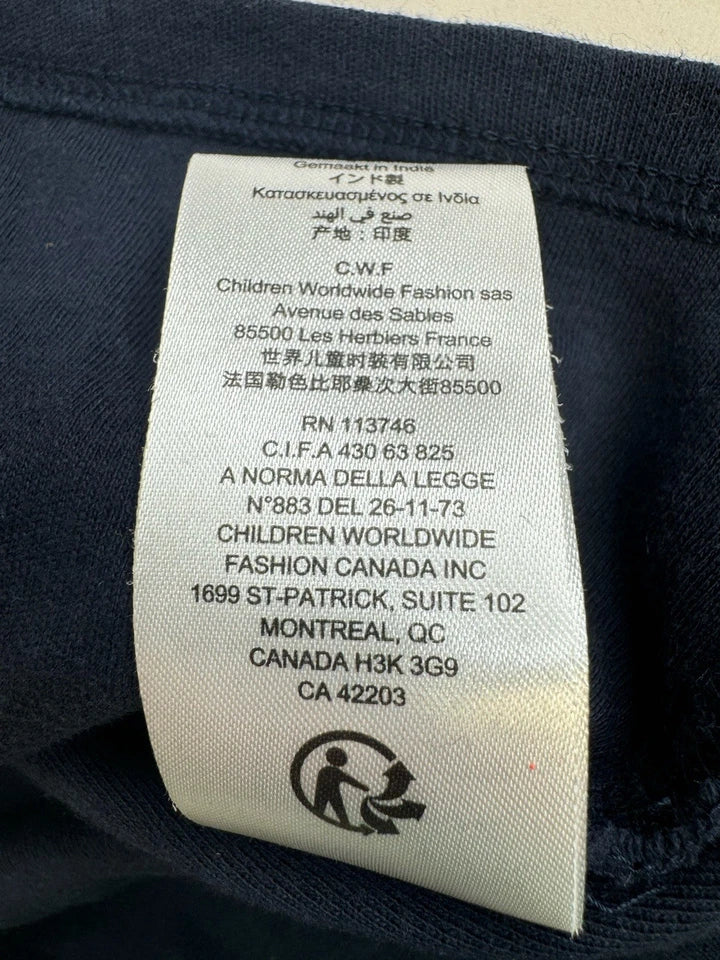 Gemaakt in Indië
インド製
Κατασκευασμένος σε Ινδία
صنع في الهند
产地：印度
C.W.F
Children Worldwide Fashion sas
Avenue des Sables
85500 Les Herbiers France
世界儿童时装有限公司
法国勒色比耶桑次大街85500
RN 113746
C.I.F.A 430 63 825
A NORMA DELLA LEGGE
N°883 DEL 26-11-73
CHILDREN WORLDWIDE
FASHION CANADA INC
1699 ST-PATRICK, SUITE 102
MONTREAL, QC
CANADA H3K 3G9
CA 42203